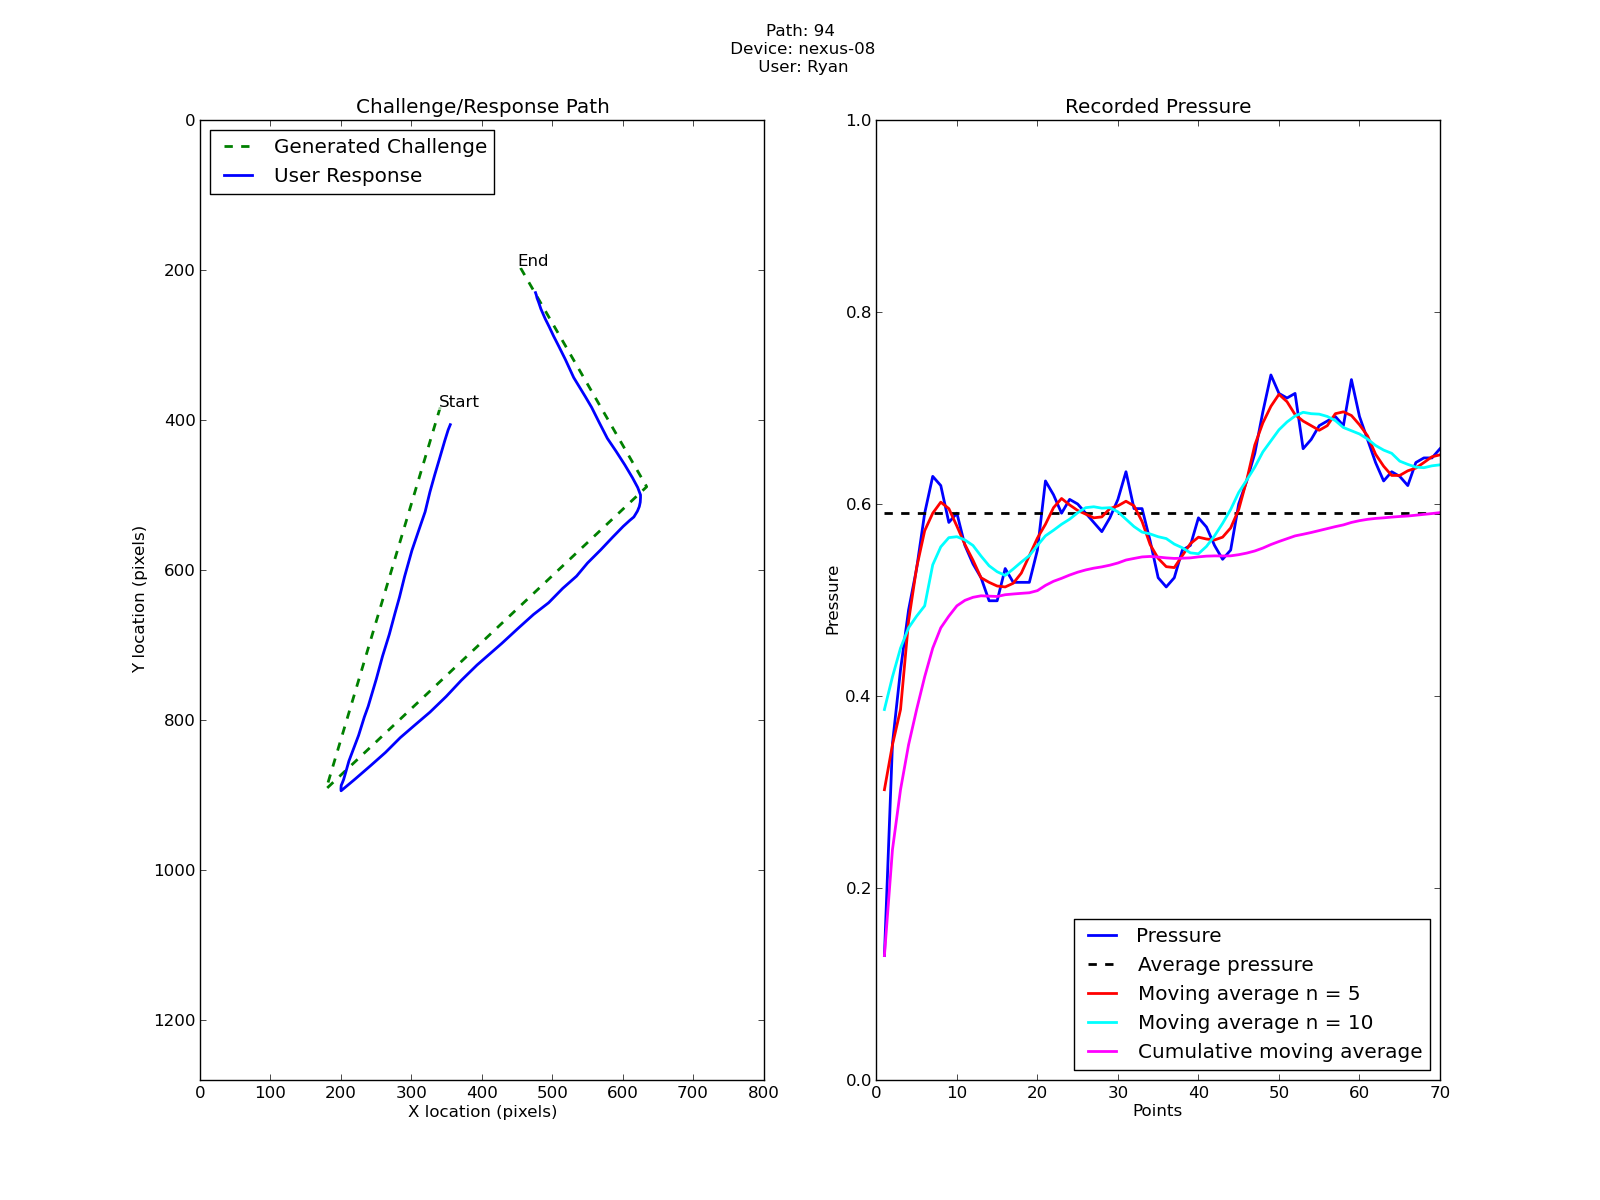 Path: 94
Device: nexus-08
User: Ryan
Challenge/Response Path
Generated Challenge
User Response
End
Start
0
200
400
600
800
1000
1200
Y location (pixels)
0 100 200 300 400 500 600 700 800
X location (pixels)
Recorded Pressure
1.0
0.8
0.6
0.4
0.2
0.0
Pressure
Pressure
Average pressure
Moving average n = 5
Moving average n = 10
Cumulative moving average
0 10 20 30 40 50 60 70
Points